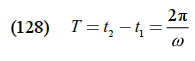 (128) T = t₂ − t₁ = 2π/ω